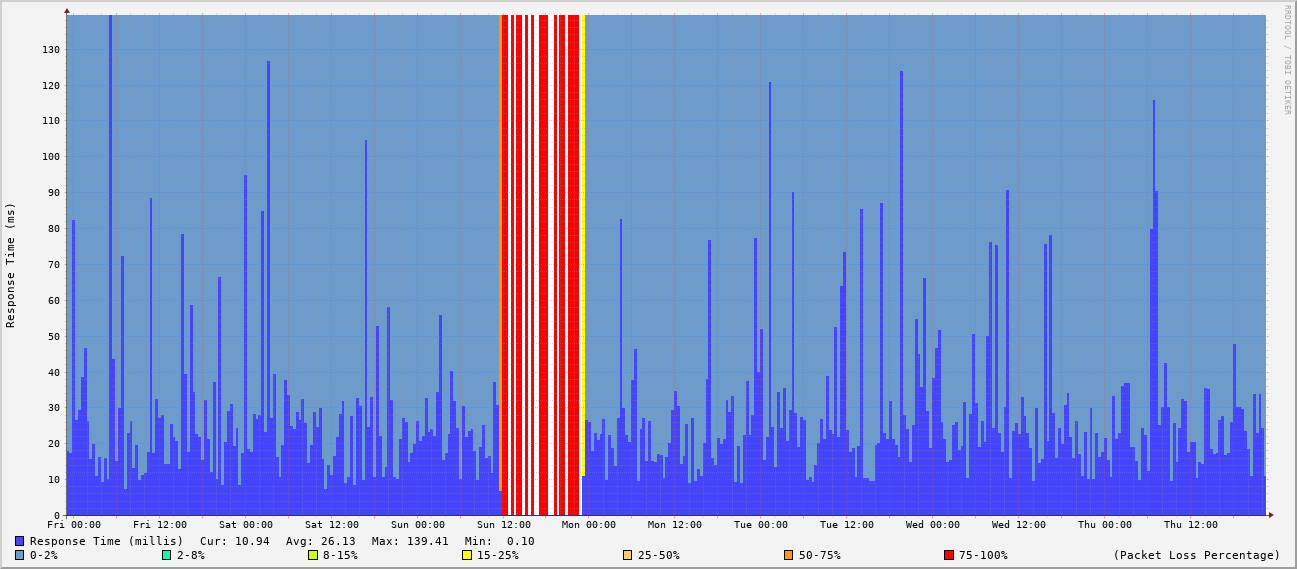 RRDTOOL / TOBI OETIKER
Response Time (ms)
130
120
110
100
90
80
70
60
50
40
30
20
10
0
Fri 00:00 Fri 12:00 Sat 00:00 Sat 12:00 Sun 00:00 Sun 12:00 Mon 00:00 Mon 12:00 Tue 00:00 Tue 12:00 Wed 00:00 Wed 12:00 Thu 00:00 Thu 12:00
Response Time (millis) Cur: 10.94 Avg: 26.13 Max: 139.41 Min: 0.10
0-2% 2-8% 8-15% 15-25% 25-50% 50-75% 75-100% (Packet Loss Percentage)